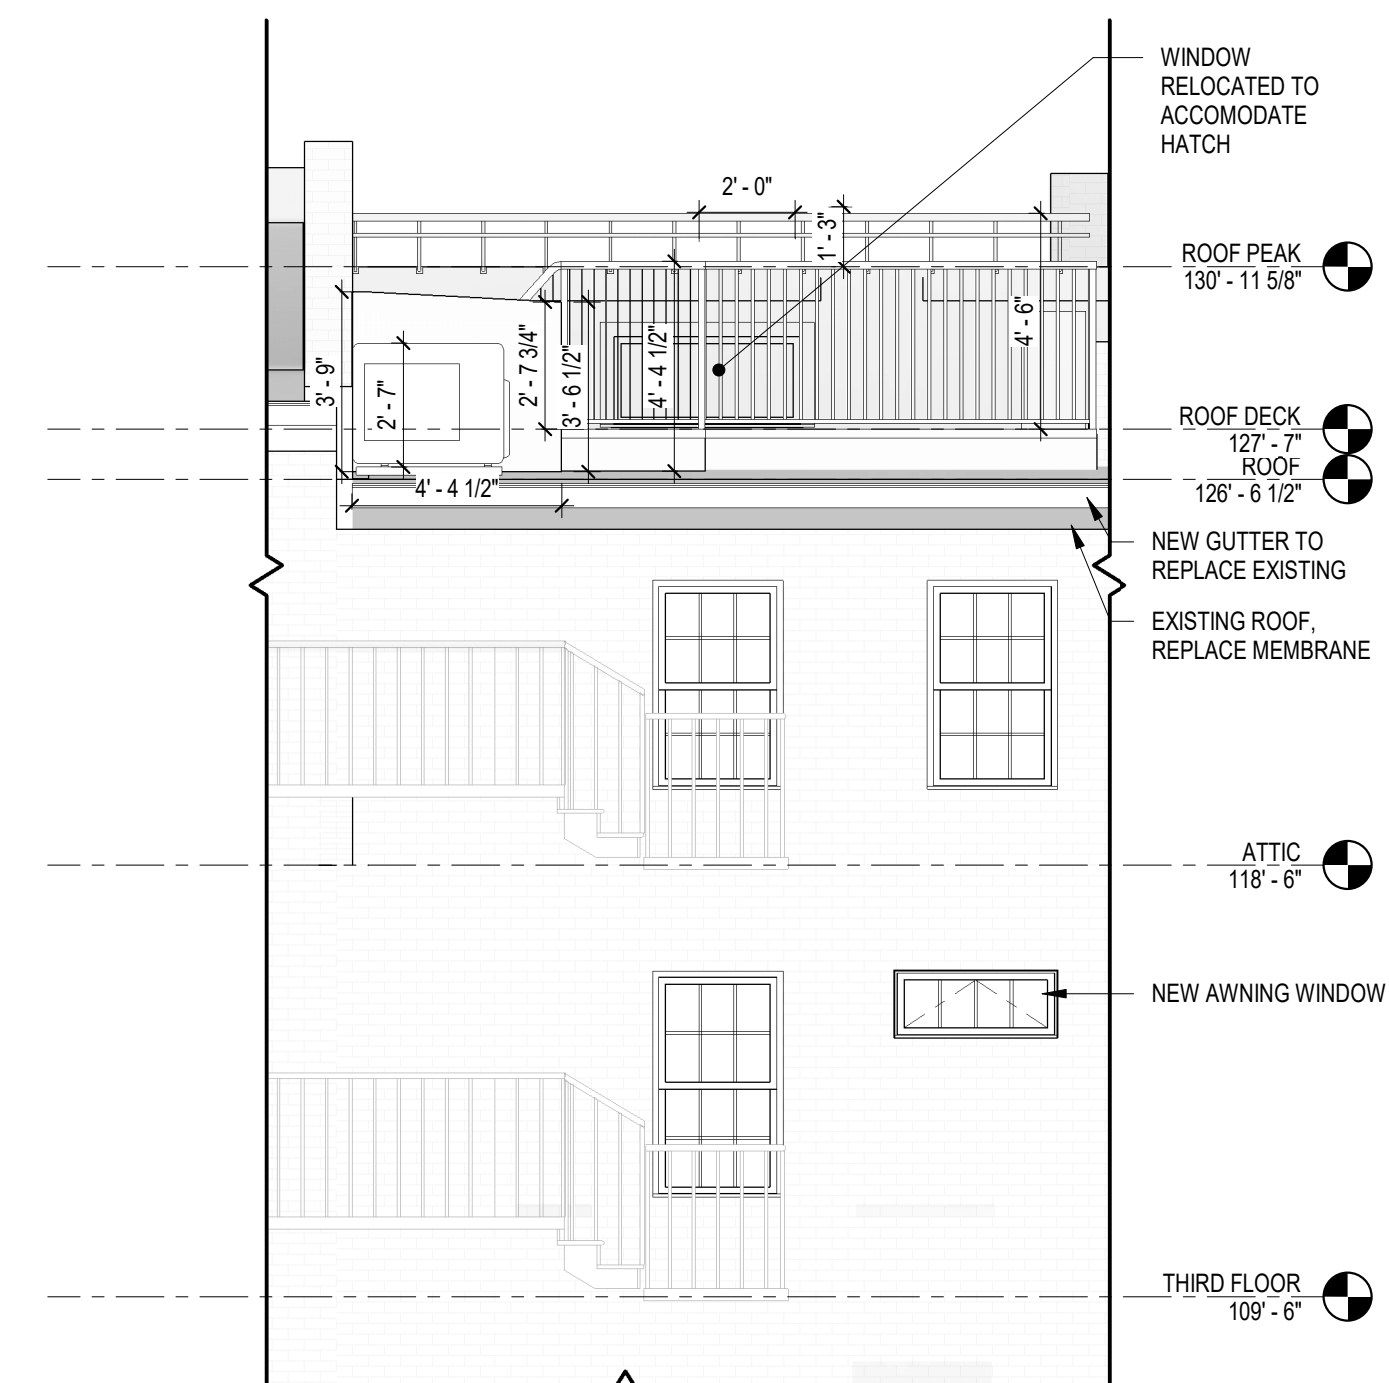 WINDOW
RELOCATED TO
ACCOMODATE
HATCH
2' - 0"
1' - 3"
ROOF PEAK
130' - 11 5/8"
3' - 9"
2' - 7"
2' - 7 3/4"
3' - 6 1/2"
4' - 4 1/2"
4' - 6"
ROOF DECK
127' - 7"
ROOF
126' - 6 1/2"
4' - 4 1/2"
NEW GUTTER TO
REPLACE EXISTING
EXISTING ROOF,
REPLACE MEMBRANE
ATTIC
118' - 6"
NEW AWNING WINDOW
THIRD FLOOR
109' - 6"